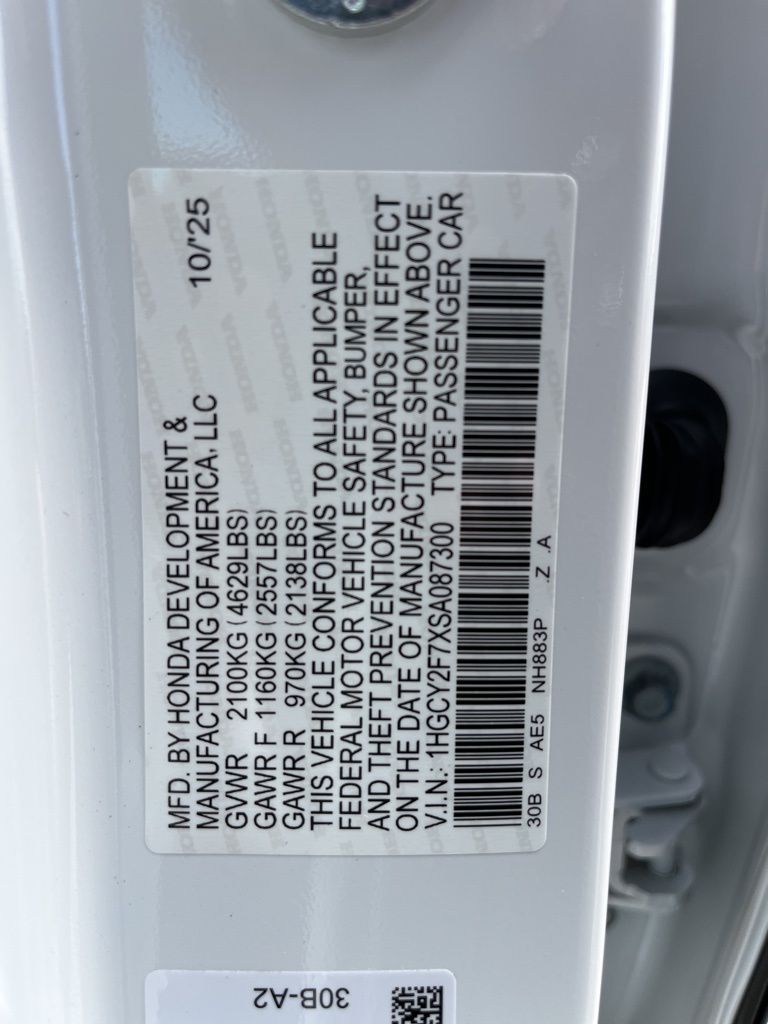 MFD. BY HONDA DEVELOPMENT &
MANUFACTURING OF AMERICA, LLC 10/'25
GVWR 2100KG (4629LBS)
GAWR F 1160KG (2557LBS)
GAWR R 970KG (2138LBS)
THIS VEHICLE CONFORMS TO ALL APPLICABLE
FEDERAL MOTOR VEHICLE SAFETY, BUMPER,
AND THEFT PREVENTION STANDARDS IN EFFECT
ON THE DATE OF MANUFACTURE SHOWN ABOVE.
V.I.N.: 1HGCY2F7XSA087300 TYPE: PASSENGER CAR
30B S AE5 NH883P .Z .A
30B-A2